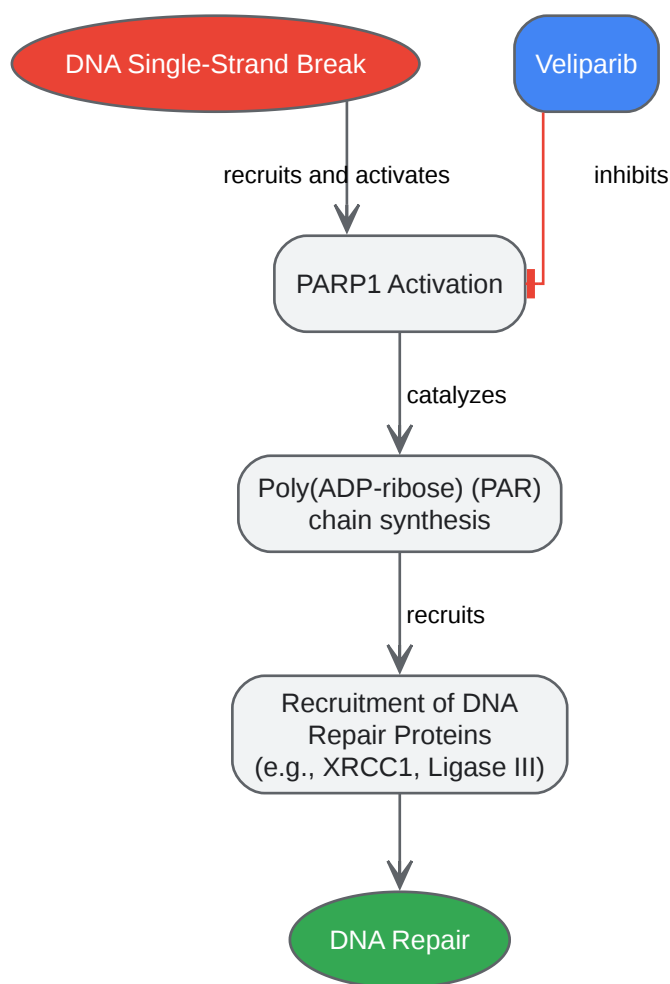 DNA Single-Strand Break
Veliparib
recruits and activates
inhibits
PARP1 Activation
catalyzes
Poly(ADP-ribose) (PAR)
chain synthesis
recruits
Recruitment of DNA
Repair Proteins
(e.g., XRCC1, Ligase III)
DNA Repair